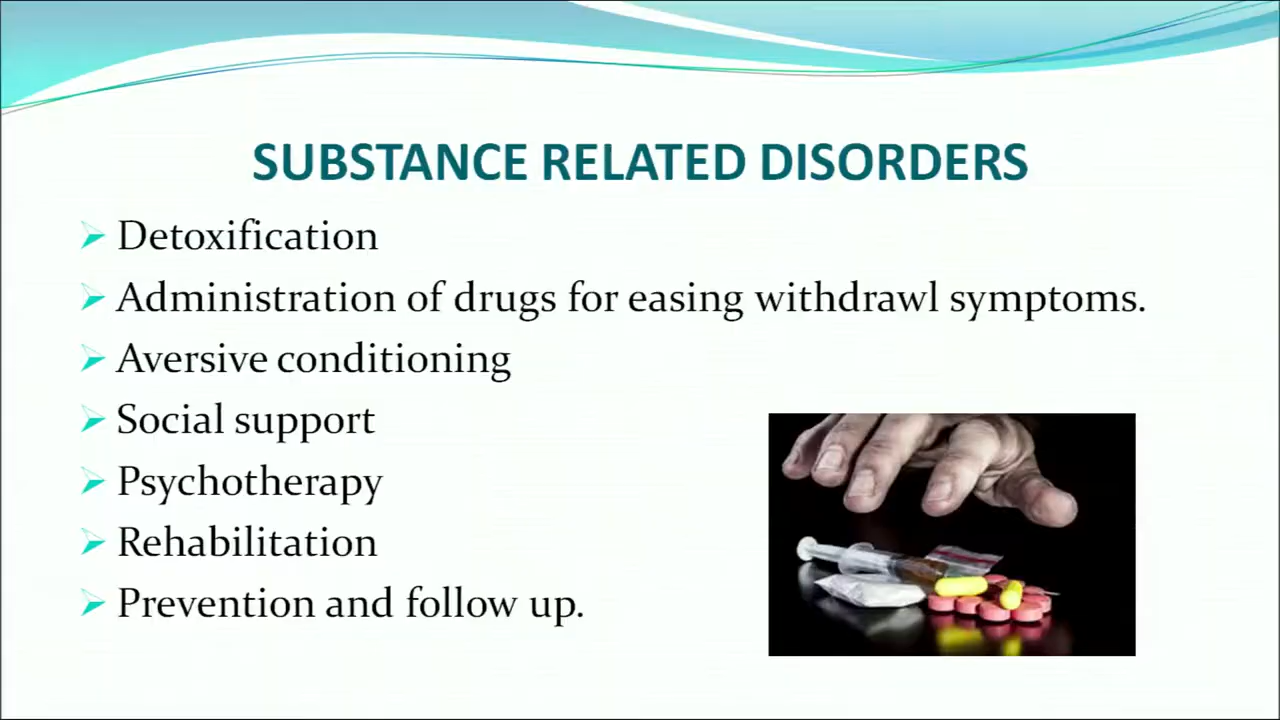 SUBSTANCE RELATED DISORDERS
Detoxification
Administration of drugs for easing withdrawl symptoms.
Aversive conditioning
Social support
Psychotherapy
Rehabilitation
Prevention and follow up.